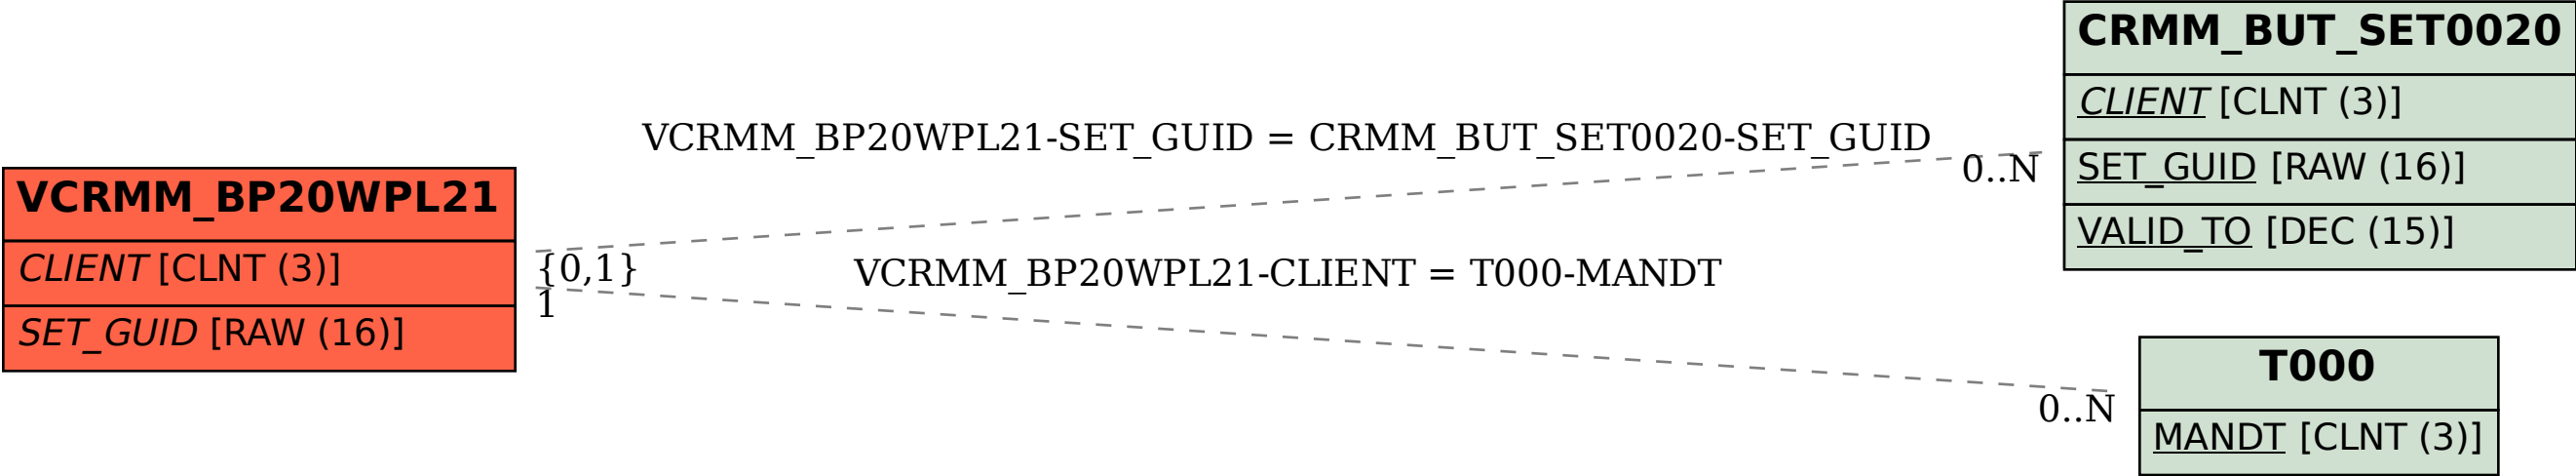 CRMM_BUT_SET0020
CLIENT [CLNT (3)]
SET_GUID [RAW (16)]
VALID_TO [DEC (15)]
VCRMM_BP20WPL21-SET_GUID = CRMM_BUT_SET0020-SET_GUID
0..N
VCRMM_BP20WPL21
CLIENT [CLNT (3)]
SET_GUID [RAW (16)]
{0,1}
1
VCRMM_BP20WPL21-CLIENT = T000-MANDT
0..N
T000
MANDT [CLNT (3)]